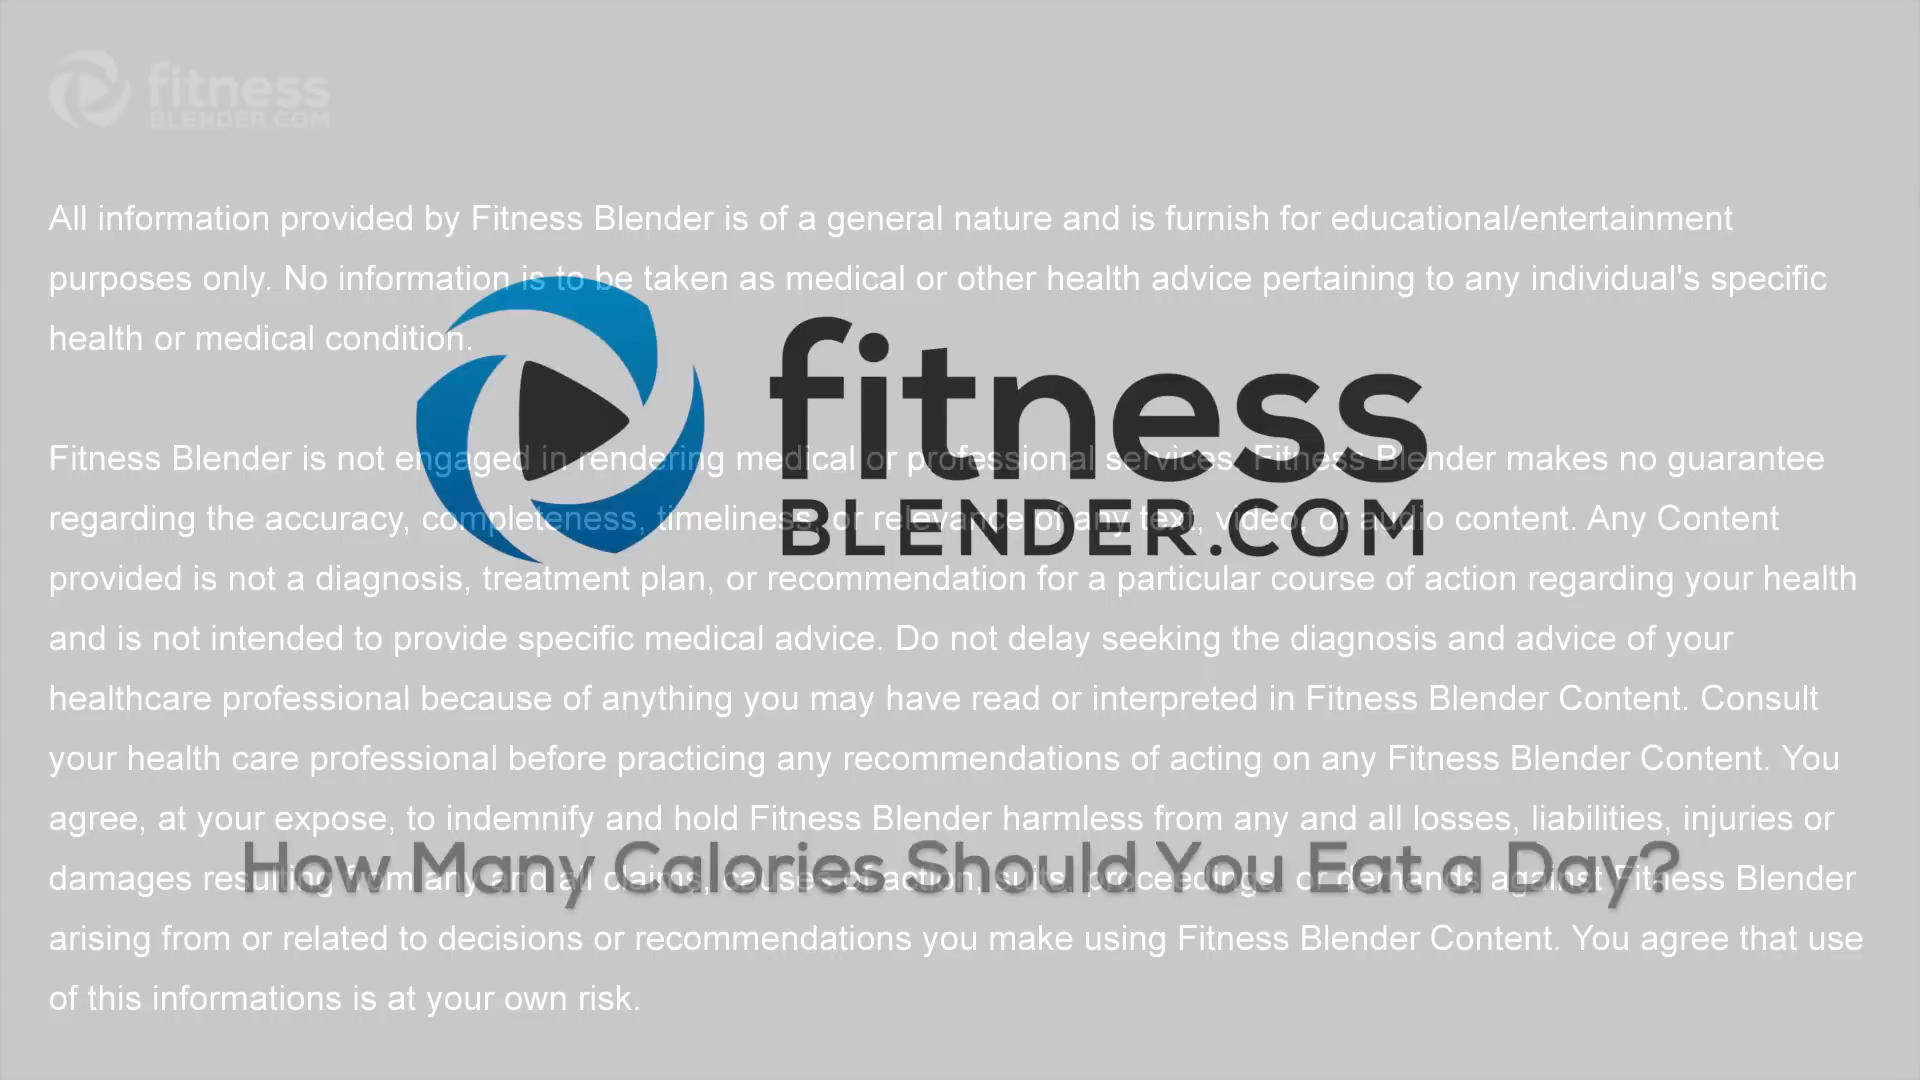 fitness
BLENDER.COM
All information provided by Fitness Blender is of a general nature and is furnish for educational/entertainment
purposes only. No information is to be taken as medical or other health advice pertaining to any individual's specific
health or medical condition.
fitness
BLENDER.COM
Fitness Blender is not engaged in rendering medical or professional services. Fitness Blender makes no guarantee
regarding the accuracy, completeness, timeliness, or relevance of any text, video, or audio content. Any Content
provided is not a diagnosis, treatment plan, or recommendation for a particular course of action regarding your health
and is not intended to provide specific medical advice. Do not delay seeking the diagnosis and advice of your
healthcare professional because of anything you may have read or interpreted in Fitness Blender Content. Consult
your health care professional before practicing any recommendations of acting on any Fitness Blender Content. You
agree, at your expose, to indemnify and hold Fitness Blender harmless from any and all losses, liabilities, injuries or
How Many Calories Should You Eat a Day?
damages resulting from any and all claims, causes of action, suits, proceedings, or demands against Fitness Blender
arising from or related to decisions or recommendations you make using Fitness Blender Content. You agree that use
of this informations is at your own risk.